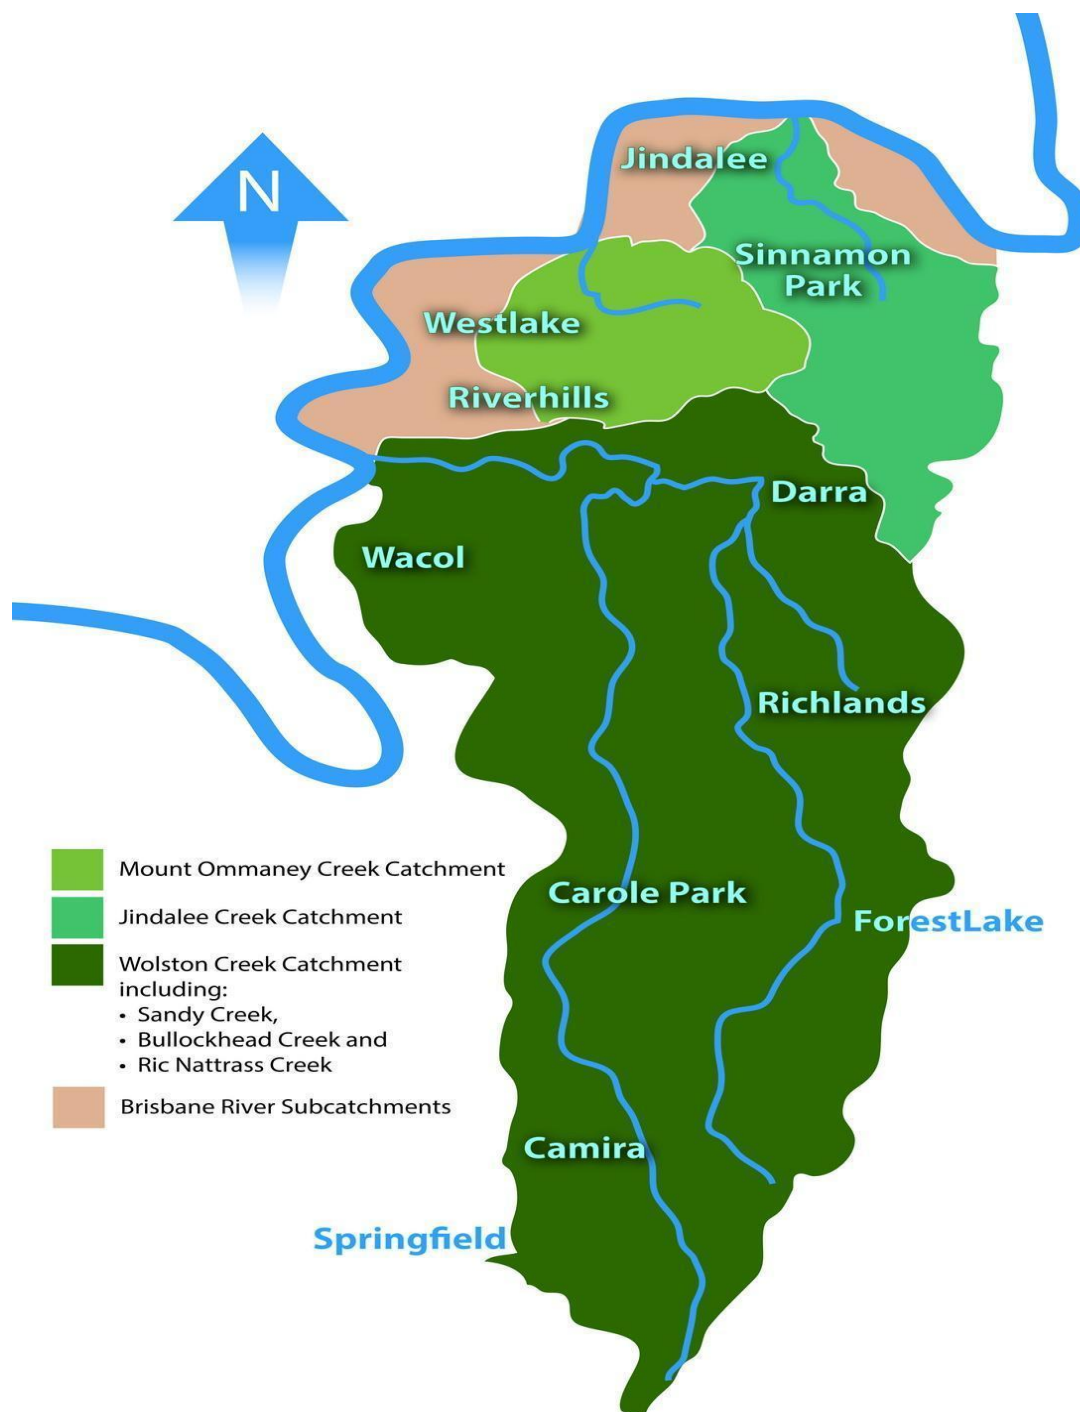 N
Jindalee
Sinnamon
Park
Westlake
Riverhills
Darra
Wacol
Richlands
Mount Ommaney Creek Catchment
Jindalee Creek Catchment
Wolston Creek Catchment
including:
• Sandy Creek,
• Bullockhead Creek and
• Ric Nattrass Creek
Brisbane River Subcatchments
Carole Park
ForestLake
Camira
Springfield